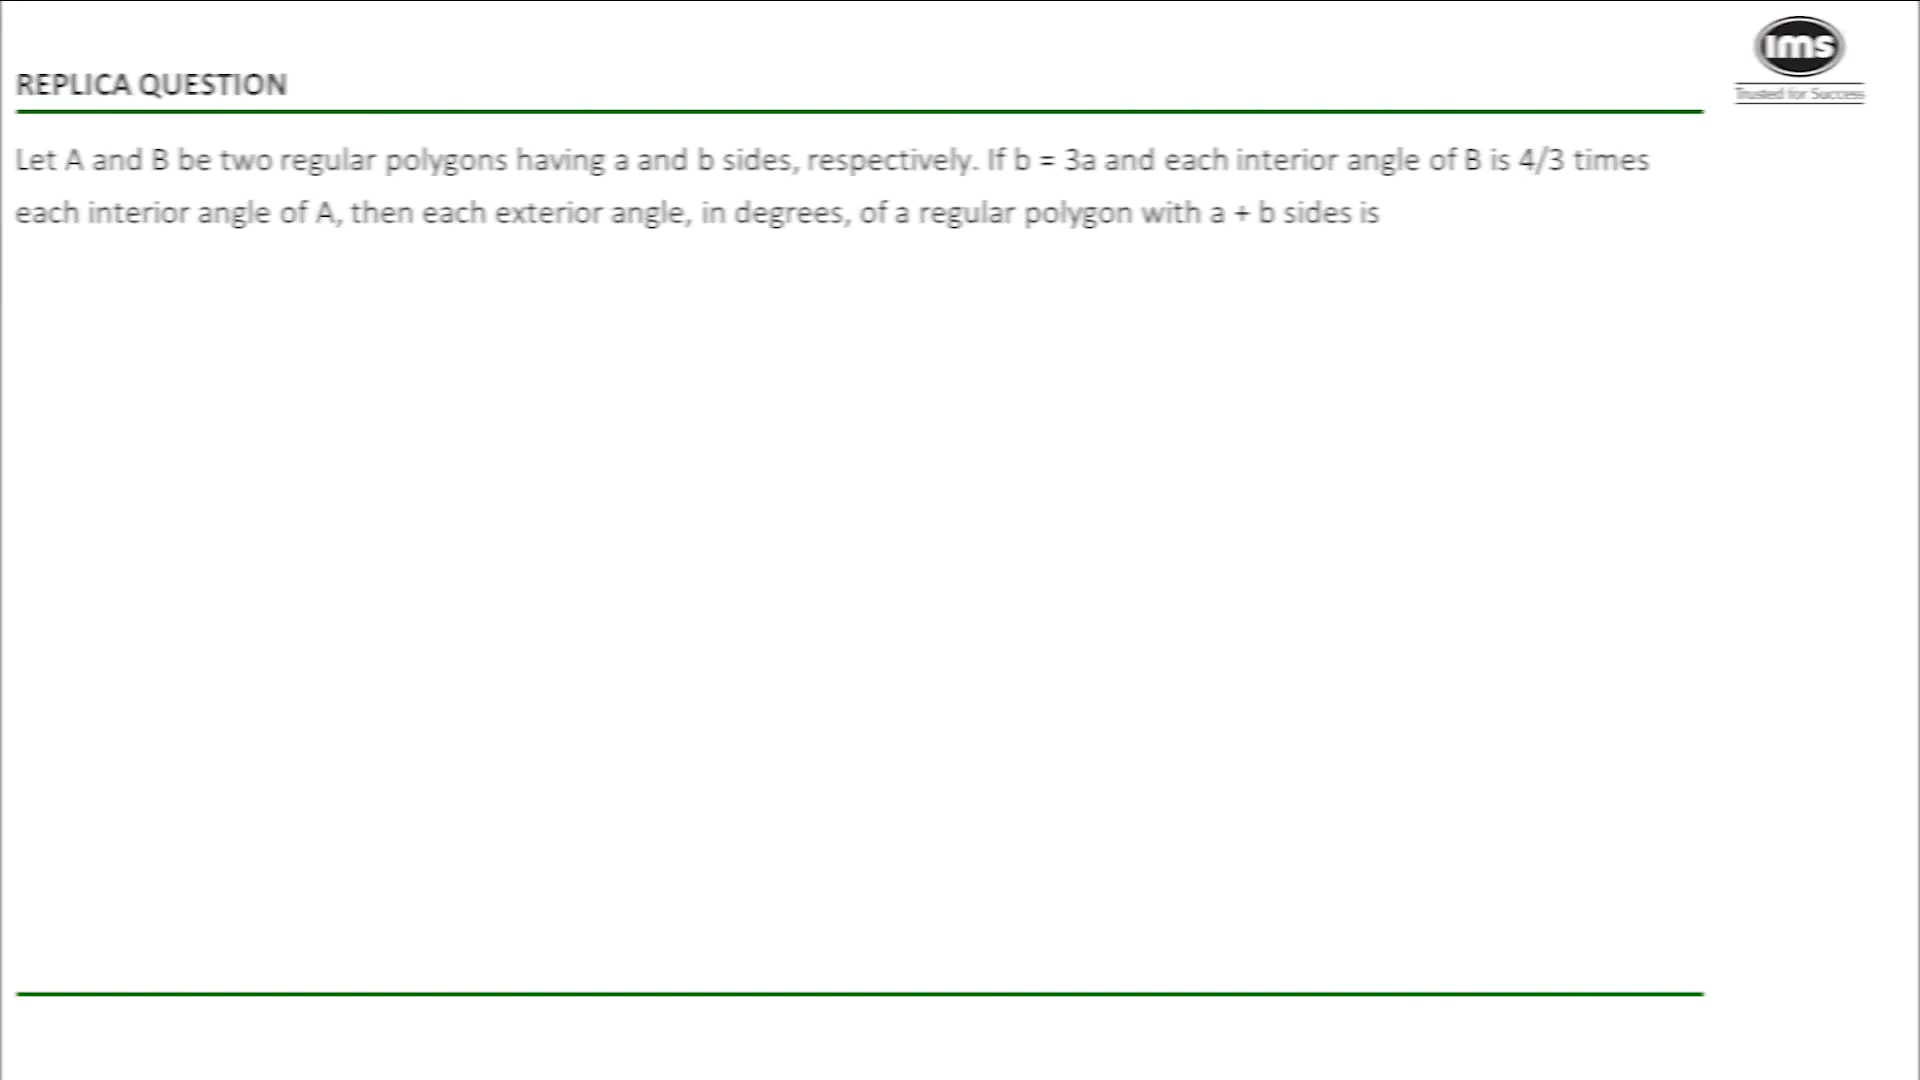 ims
Trusted for Success
REPLICA QUESTION
Let A and B be two regular polygons having a and b sides, respectively. If b = 3a and each interior angle of B is 4/3 times
each interior angle of A, then each exterior angle, in degrees, of a regular polygon with a + b sides is